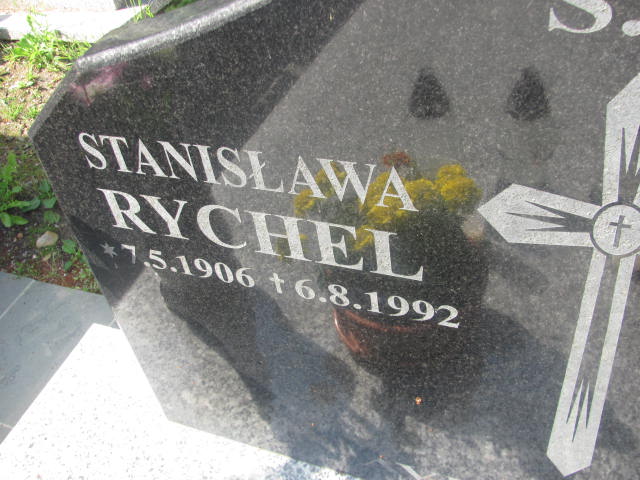 S.
STANISŁAWA
RYCHEL
* 7.5.1906 † 6.8.1992